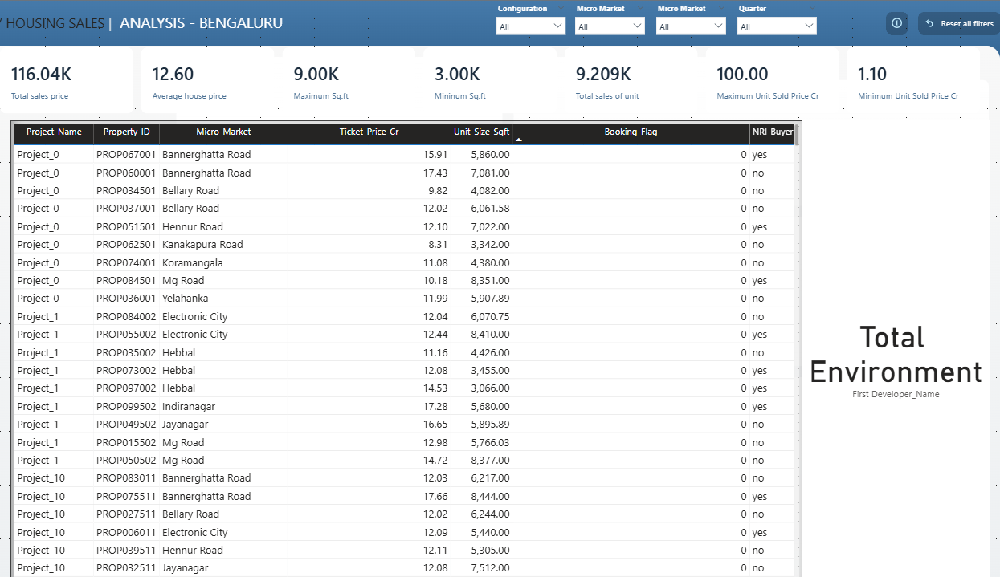 Y HOUSING SALES | ANALYSIS - BENGALURU
Configuration Micro Market Micro Market Quarter
All All All All
Reset all filters
116.04K 12.60 9.00K 3.00K 9.209K 100.00 1.10
Total sales price Average house pirce Maximum Sq.ft Mininum Sq.ft Total sales of unit Maximum Unit Sold Price Cr Minimum Unit Sold Price Cr
Project_Name Property_ID Micro_Market Ticket_Price_Cr Unit_Size_Sqft Booking_Flag NRI_Buyer
Project_0 PROP067001 Bannerghatta Road 15.91 5,860.00 0 yes
Project_0 PROP060001 Bannerghatta Road 17.43 7,081.00 0 no
Project_0 PROP034501 Bellary Road 9.82 4,082.00 0 no
Project_0 PROP037001 Bellary Road 12.02 6,061.58 0 no
Project_0 PROP051501 Hennur Road 12.10 7,022.00 0 yes
Project_0 PROP062501 Kanakapura Road 8.31 3,342.00 0 no
Project_0 PROP074001 Koramangala 11.08 4,380.00 0 no
Project_0 PROP084501 Mg Road 10.18 8,351.00 0 yes
Project_0 PROP036001 Yelahanka 11.99 5,907.89 0 no
Project_1 PROP084002 Electronic City 12.04 6,070.75 0 no
Project_1 PROP055002 Electronic City 12.44 8,410.00 0 yes
Project_1 PROP035002 Hebbal 11.16 4,426.00 0 no
Project_1 PROP073002 Hebbal 12.08 3,455.00 0 yes
Project_1 PROP097002 Hebbal 14.53 3,066.00 0 yes
Project_1 PROP099502 Indiranagar 17.28 5,680.00 0 yes
Project_1 PROP049502 Jayanagar 16.65 5,895.89 0 no
Project_1 PROP015502 Mg Road 12.98 5,766.03 0 no
Project_1 PROP050502 Mg Road 14.72 8,377.00 0 no
Project_10 PROP083011 Bannerghatta Road 12.03 6,217.00 0 no
Project_10 PROP075511 Bannerghatta Road 17.66 8,444.00 0 yes
Project_10 PROP027511 Bellary Road 12.02 6,244.00 0 no
Project_10 PROP006011 Electronic City 12.09 5,440.00 0 yes
Project_10 PROP039511 Hennur Road 12.11 5,305.00 0 no
Project_10 PROP032511 Jayanagar 12.08 7,512.00 0 no
Total
Environment
First Developer_Name